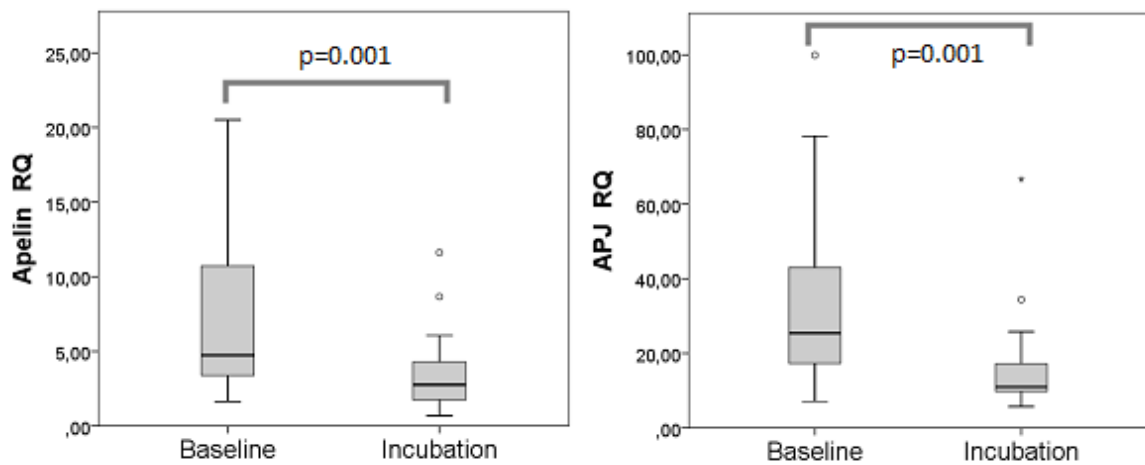 25,00
20,00
15,00
10,00
5,00
,00
Apelin RQ
p=0.001
Baseline Incubation
100,00
80,00
60,00
40,00
20,00
,00
APJ RQ
p=0.001
Baseline Incubation